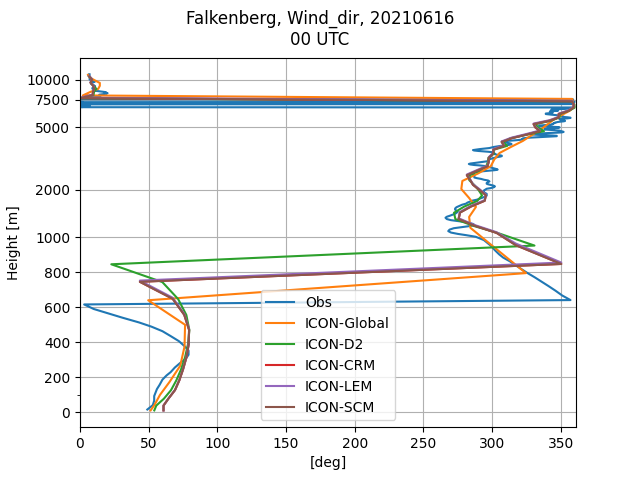 Falkenberg, Wind_dir, 20210616
00 UTC
10000
7500
5000
2000
1000
800
600
400
200
0
Height [m]
Obs
ICON-Global
ICON-D2
ICON-CRM
ICON-LEM
ICON-SCM
0 50 100 150 200 250 300 350
[deg]